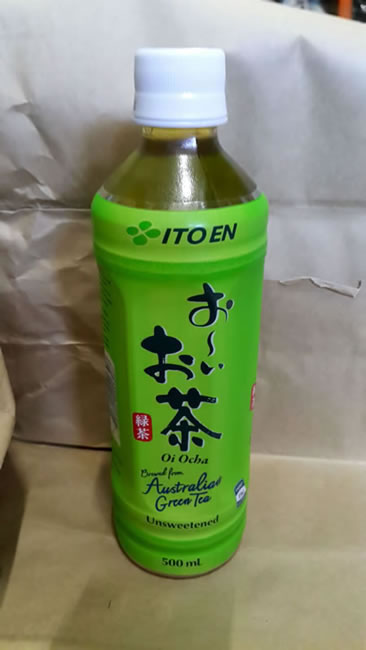 ITO EN
お〜い
お茶
緑茶
Oi Ocha
Brewed from
Australian
Green Tea
Unsweetened
500 mL